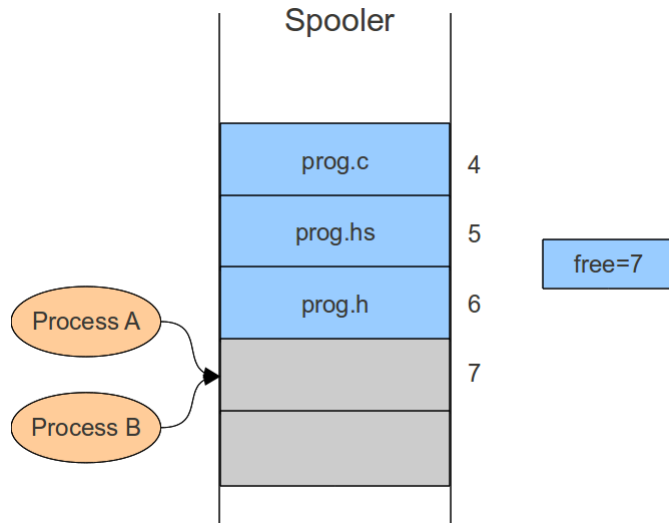 Spooler
prog.c
4
prog.hs
5
free=7
prog.h
6
Process A
7
Process B